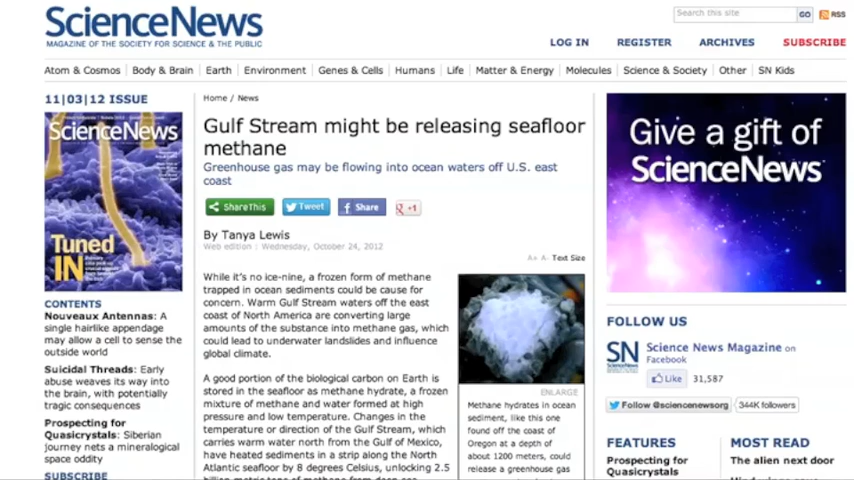 ScienceNews
MAGAZINE OF THE SOCIETY FOR SCIENCE & THE PUBLIC
Search this site
GO
RSS
LOG IN
REGISTER
ARCHIVES
SUBSCRIBE
Atom & Cosmos | Body & Brain | Earth | Environment | Genes & Cells | Humans | Life | Matter & Energy | Molecules | Science & Society | Other | SN Kids
11|03|12 ISSUE
ScienceNews
Tuned
IN
CONTENTS
Nouveaux Antennas: A
single hairlike appendage
may allow a cell to sense the
outside world
Suicidal Threads: Early
abuse weaves its way into
the brain, with potentially
tragic consequences
Prospecting for
Quasicrystals: Siberian
journey nets a mineralogical
space oddity
SUBSCRIBE
Home / News
Gulf Stream might be releasing seafloor
methane
Greenhouse gas may be flowing into ocean waters off U.S. east
coast
ShareThis
Tweet
Share
+1
By Tanya Lewis
Web edition : Wednesday, October 24, 2012
A+ A- Text Size
While it's no ice-nine, a frozen form of methane
trapped in ocean sediments could be cause for
concern. Warm Gulf Stream waters off the east
coast of North America are converting large
amounts of the substance into methane gas, which
could lead to underwater landslides and influence
global climate.
A good portion of the biological carbon on Earth is
stored in the seafloor as methane hydrate, a frozen
mixture of methane and water formed at high
pressure and low temperature. Changes in the
temperature or direction of the Gulf Stream, which
carries warm water north from the Gulf of Mexico,
have heated sediments in a strip along the North
Atlantic seafloor by 8 degrees Celsius, unlocking 2.5
billion metric tons of methane from deep-sea
ENLARGE
Methane hydrates in ocean
sediment, like this one
found off the coast of
Oregon at a depth of
about 1200 meters, could
release a greenhouse gas
Give a gift of
ScienceNews
FOLLOW US
SN
Science News Magazine on
Facebook
Like
31,587
Follow @sciencenewsorg
344K followers
FEATURES
Prospecting for
Quasicrystals
MOST READ
The alien next door